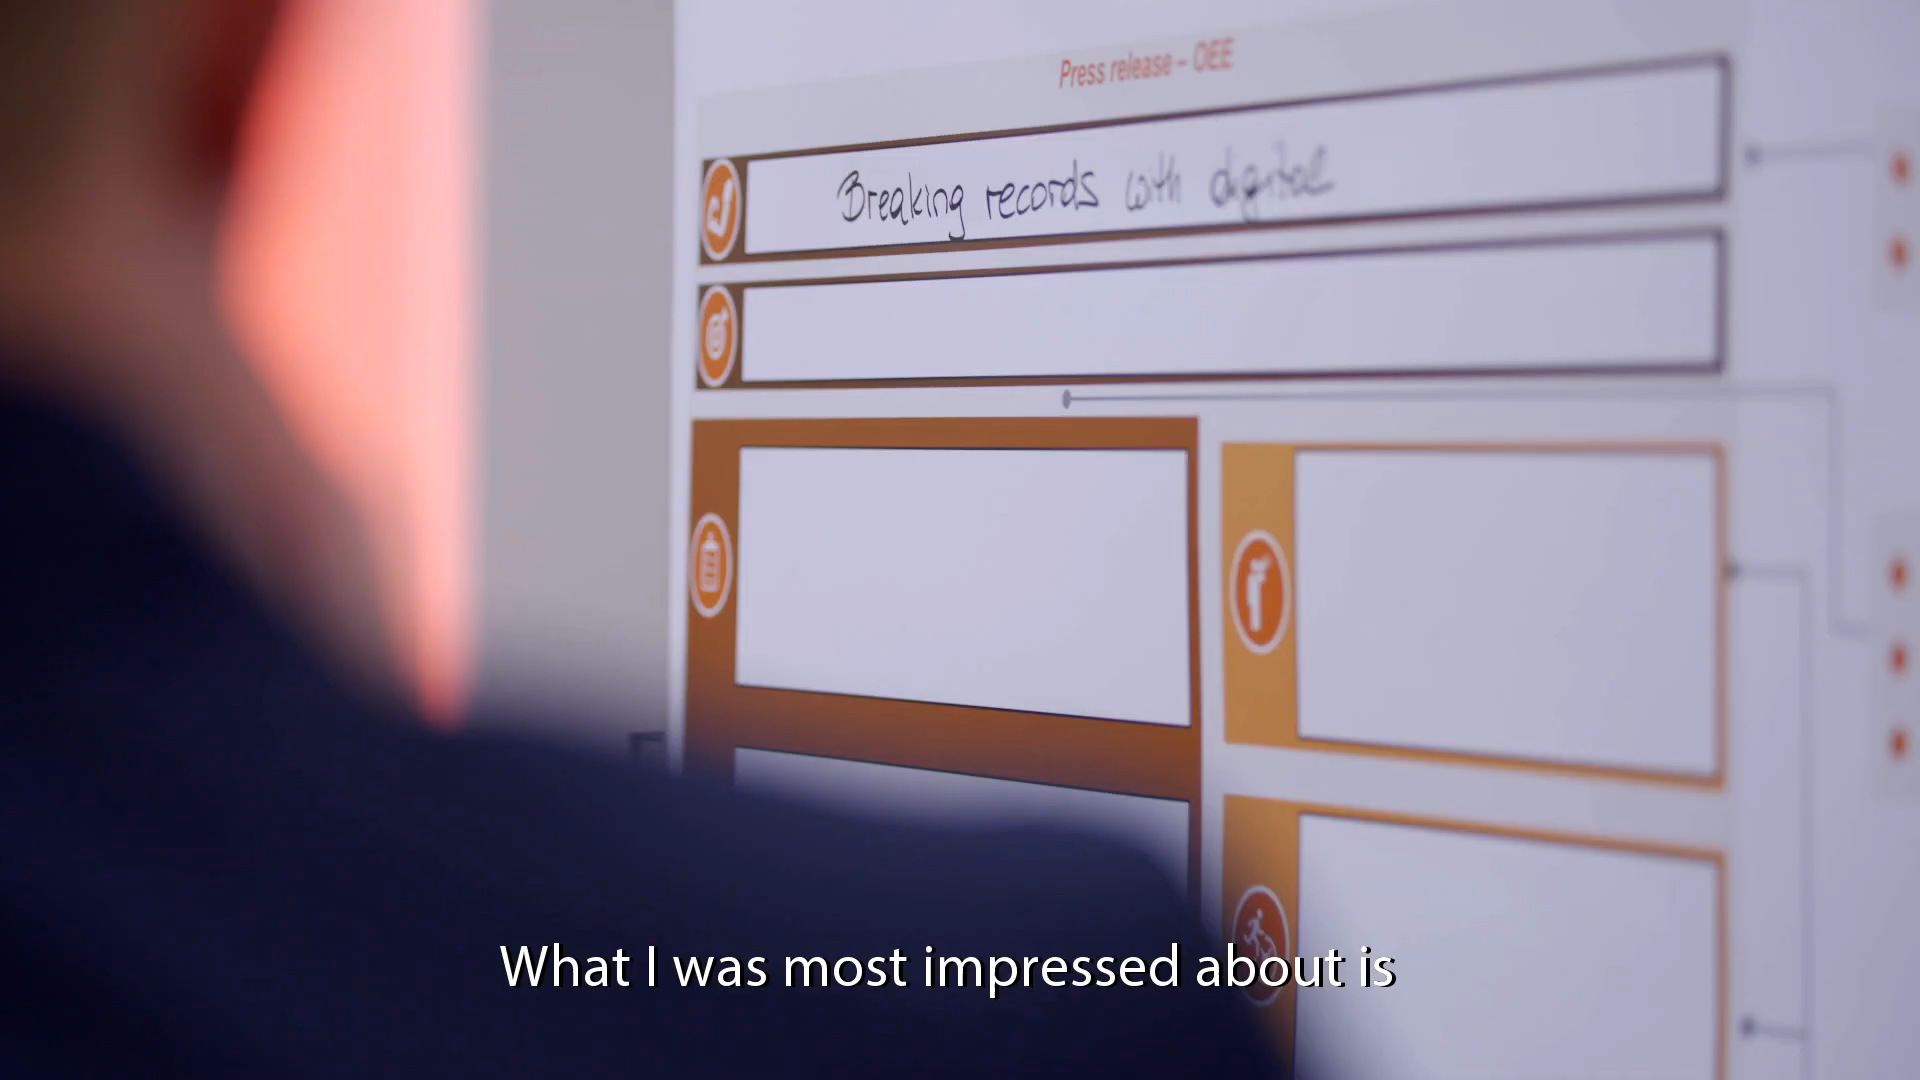 Press release – OEE
Breaking records with digital
What I was most impressed about is